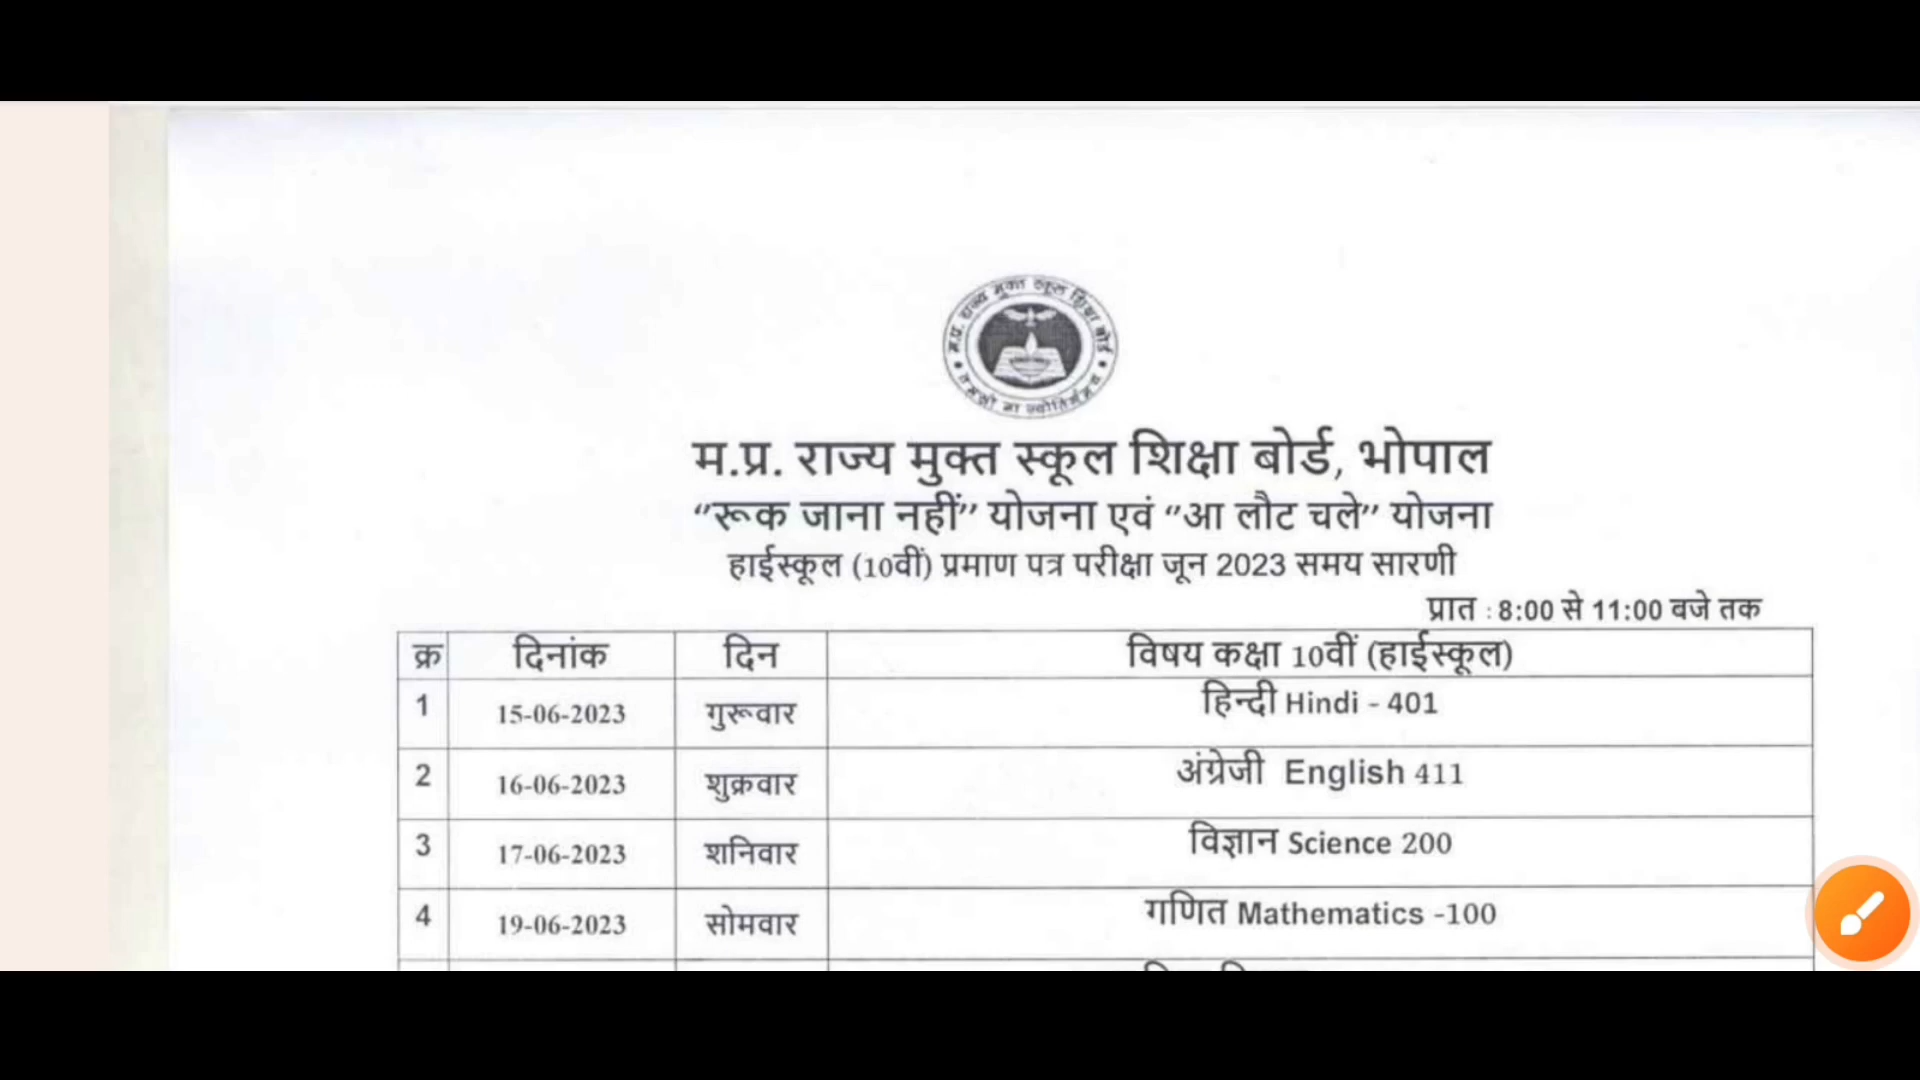 म.प्र. राज्य मुक्त स्कूल शिक्षा बोर्ड
तमसो मा ज्योतिर्गमय
म.प्र. राज्य मुक्त स्कूल शिक्षा बोर्ड, भोपाल
“रूक जाना नहीं” योजना एवं “आ लौट चले” योजना
हाईस्कूल (10वीं) प्रमाण पत्र परीक्षा जून 2023 समय सारणी
प्रात : 8:00 से 11:00 बजे तक
क्र दिनांक दिन विषय कक्षा 10वीं (हाईस्कूल)
1 15-06-2023 गुरूवार हिन्दी Hindi - 401
2 16-06-2023 शुक्रवार अंग्रेजी English 411
3 17-06-2023 शनिवार विज्ञान Science 200
4 19-06-2023 सोमवार गणित Mathematics -100